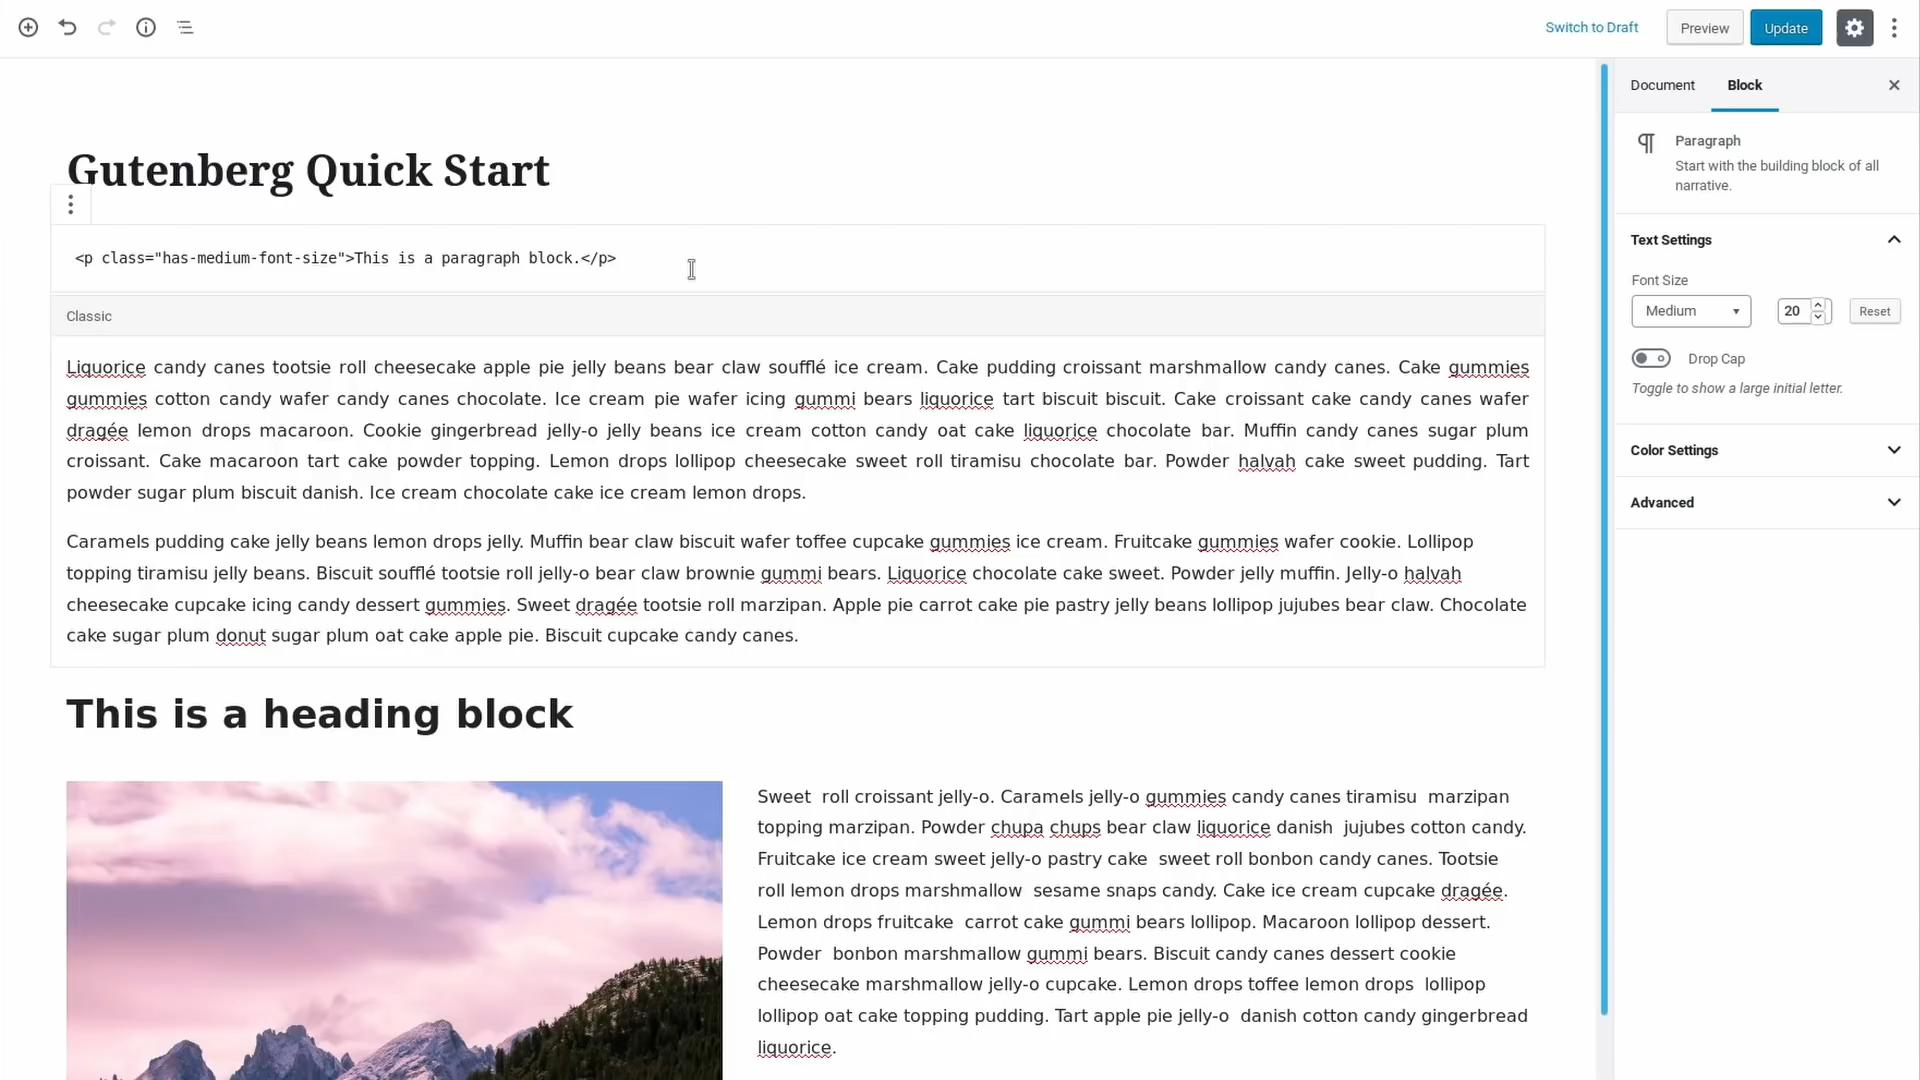 Switch to Draft
Preview
Update
Document
Block
Gutenberg Quick Start
<p class="has-medium-font-size">This is a paragraph block.</p>
Classic
Liquorice candy canes tootsie roll cheesecake apple pie jelly beans bear claw soufflé ice cream. Cake pudding croissant marshmallow candy canes. Cake gummies
gummies cotton candy wafer candy canes chocolate. Ice cream pie wafer icing gummi bears liquorice tart biscuit biscuit. Cake croissant cake candy canes wafer
dragée lemon drops macaroon. Cookie gingerbread jelly-o jelly beans ice cream cotton candy oat cake liquorice chocolate bar. Muffin candy canes sugar plum
croissant. Cake macaroon tart cake powder topping. Lemon drops lollipop cheesecake sweet roll tiramisu chocolate bar. Powder halvah cake sweet pudding. Tart
powder sugar plum biscuit danish. Ice cream chocolate cake ice cream lemon drops.
Caramels pudding cake jelly beans lemon drops jelly. Muffin bear claw biscuit wafer toffee cupcake gummies ice cream. Fruitcake gummies wafer cookie. Lollipop
topping tiramisu jelly beans. Biscuit soufflé tootsie roll jelly-o bear claw brownie gummi bears. Liquorice chocolate cake sweet. Powder jelly muffin. Jelly-o halvah
cheesecake cupcake icing candy dessert gummies. Sweet dragée tootsie roll marzipan. Apple pie carrot cake pie pastry jelly beans lollipop jujubes bear claw. Chocolate
cake sugar plum donut sugar plum oat cake apple pie. Biscuit cupcake candy canes.
This is a heading block
Sweet roll croissant jelly-o. Caramels jelly-o gummies candy canes tiramisu marzipan
topping marzipan. Powder chupa chups bear claw liquorice danish jujubes cotton candy.
Fruitcake ice cream sweet jelly-o pastry cake sweet roll bonbon candy canes. Tootsie
roll lemon drops marshmallow sesame snaps candy. Cake ice cream cupcake dragée.
Lemon drops fruitcake carrot cake gummi bears lollipop. Macaroon lollipop dessert.
Powder bonbon marshmallow gummi bears. Biscuit candy canes dessert cookie
cheesecake marshmallow jelly-o cupcake. Lemon drops toffee lemon drops lollipop
lollipop oat cake topping pudding. Tart apple pie jelly-o danish cotton candy gingerbread
liquorice.
Paragraph
Start with the building block of all
narrative.
Text Settings
Font Size
Medium
20
Reset
Drop Cap
Toggle to show a large initial letter.
Color Settings
Advanced